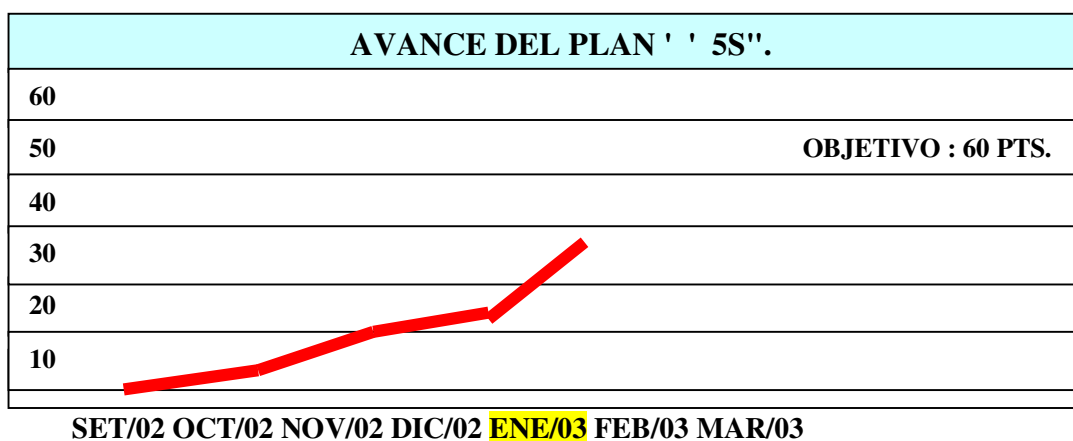 AVANCE DEL PLAN ' ' 5S".
60
50 OBJETIVO : 60 PTS.
40
30
20
10
SET/02 OCT/02 NOV/02 DIC/02 ENE/03 FEB/03 MAR/03